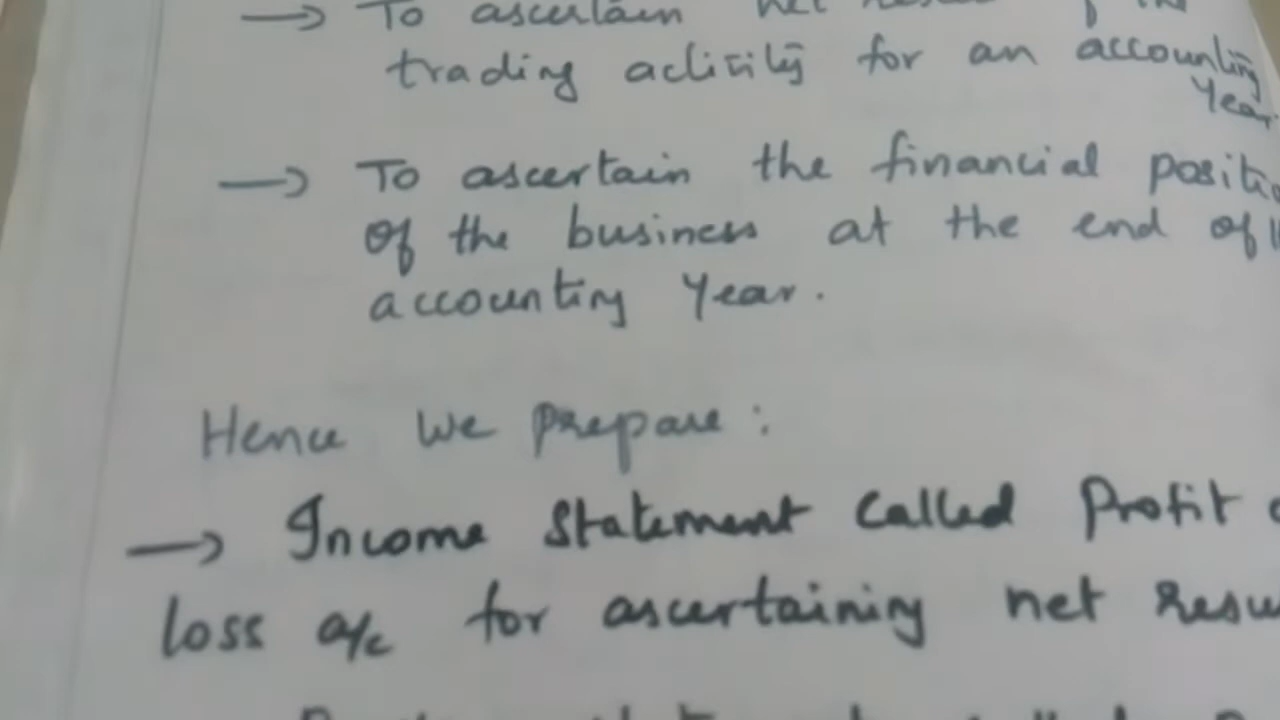 → To ascertain net
trading activity for an accounting
Year.
→ To ascertain the financial
of the business at the end of
accounting Year.
Hence We prepare :
→ Income Statement Called Profit
loss a/c for ascertaining net